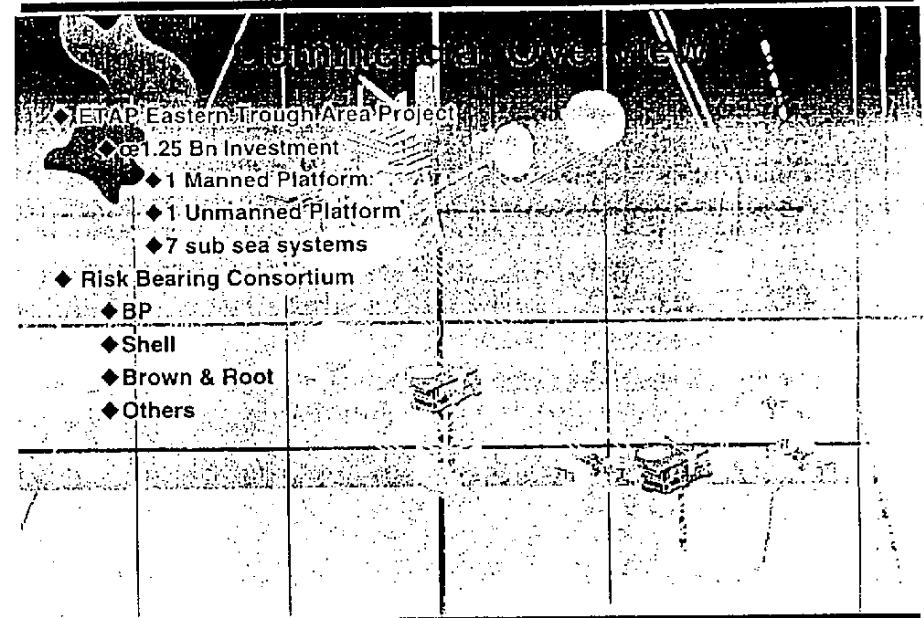 Commercial Overview
◆ ETAP Eastern Trough Area Project
◆ œ1.25 Bn Investment
◆ 1 Manned Platform
◆ 1 Unmanned Platform
◆ 7 sub sea systems
◆ Risk Bearing Consortium
◆ BP
◆ Shell
◆ Brown & Root
◆ Others